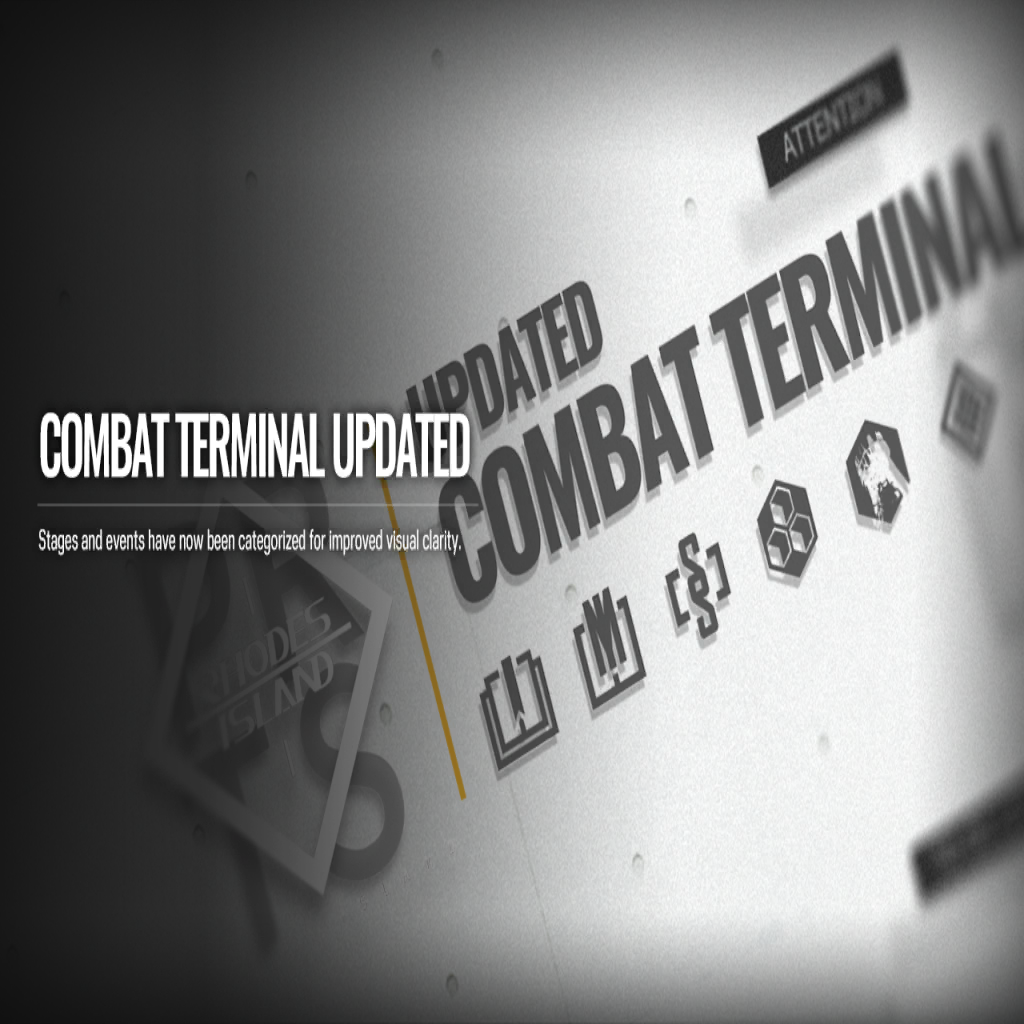 ATTENTION
UPDATED
COMBAT TERMINAL
COMBAT TERMINAL UPDATED
Stages and events have now been categorized for improved visual clarity.
RHODES
ISLAND